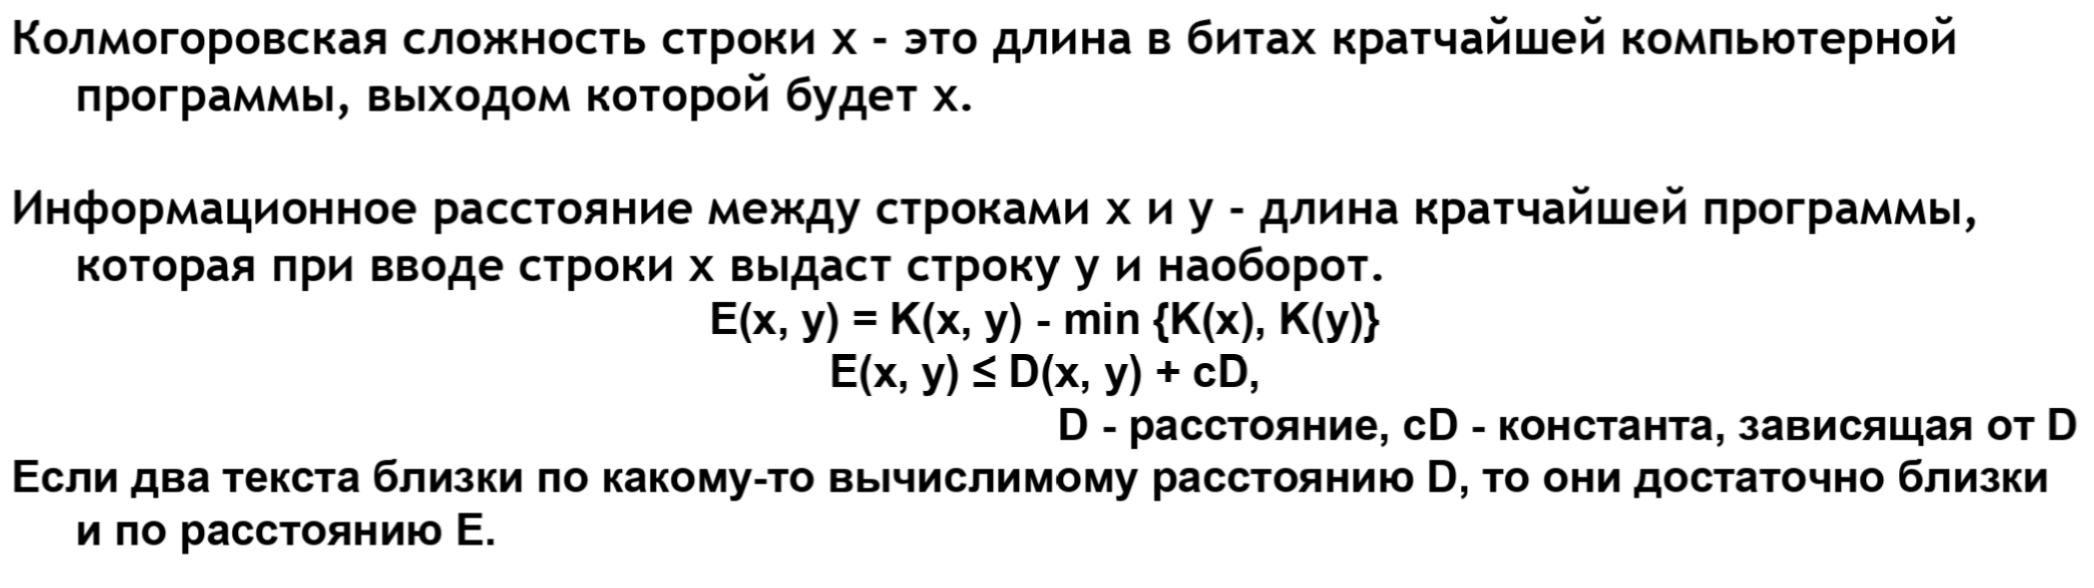 Колмогоровская сложность строки x - это длина в битах кратчайшей компьютерной
программы, выходом которой будет x.
Информационное расстояние между строками x и y - длина кратчайшей программы,
которая при вводе строки x выдаст строку y и наоборот.
E(x, y) = K(x, y) - min {K(x), K(y)}
E(x, y) ≤ D(x, y) + cD,
D - расстояние, cD - константа, зависящая от D
Если два текста близки по какому-то вычислимому расстоянию D, то они достаточно близки
и по расстоянию E.